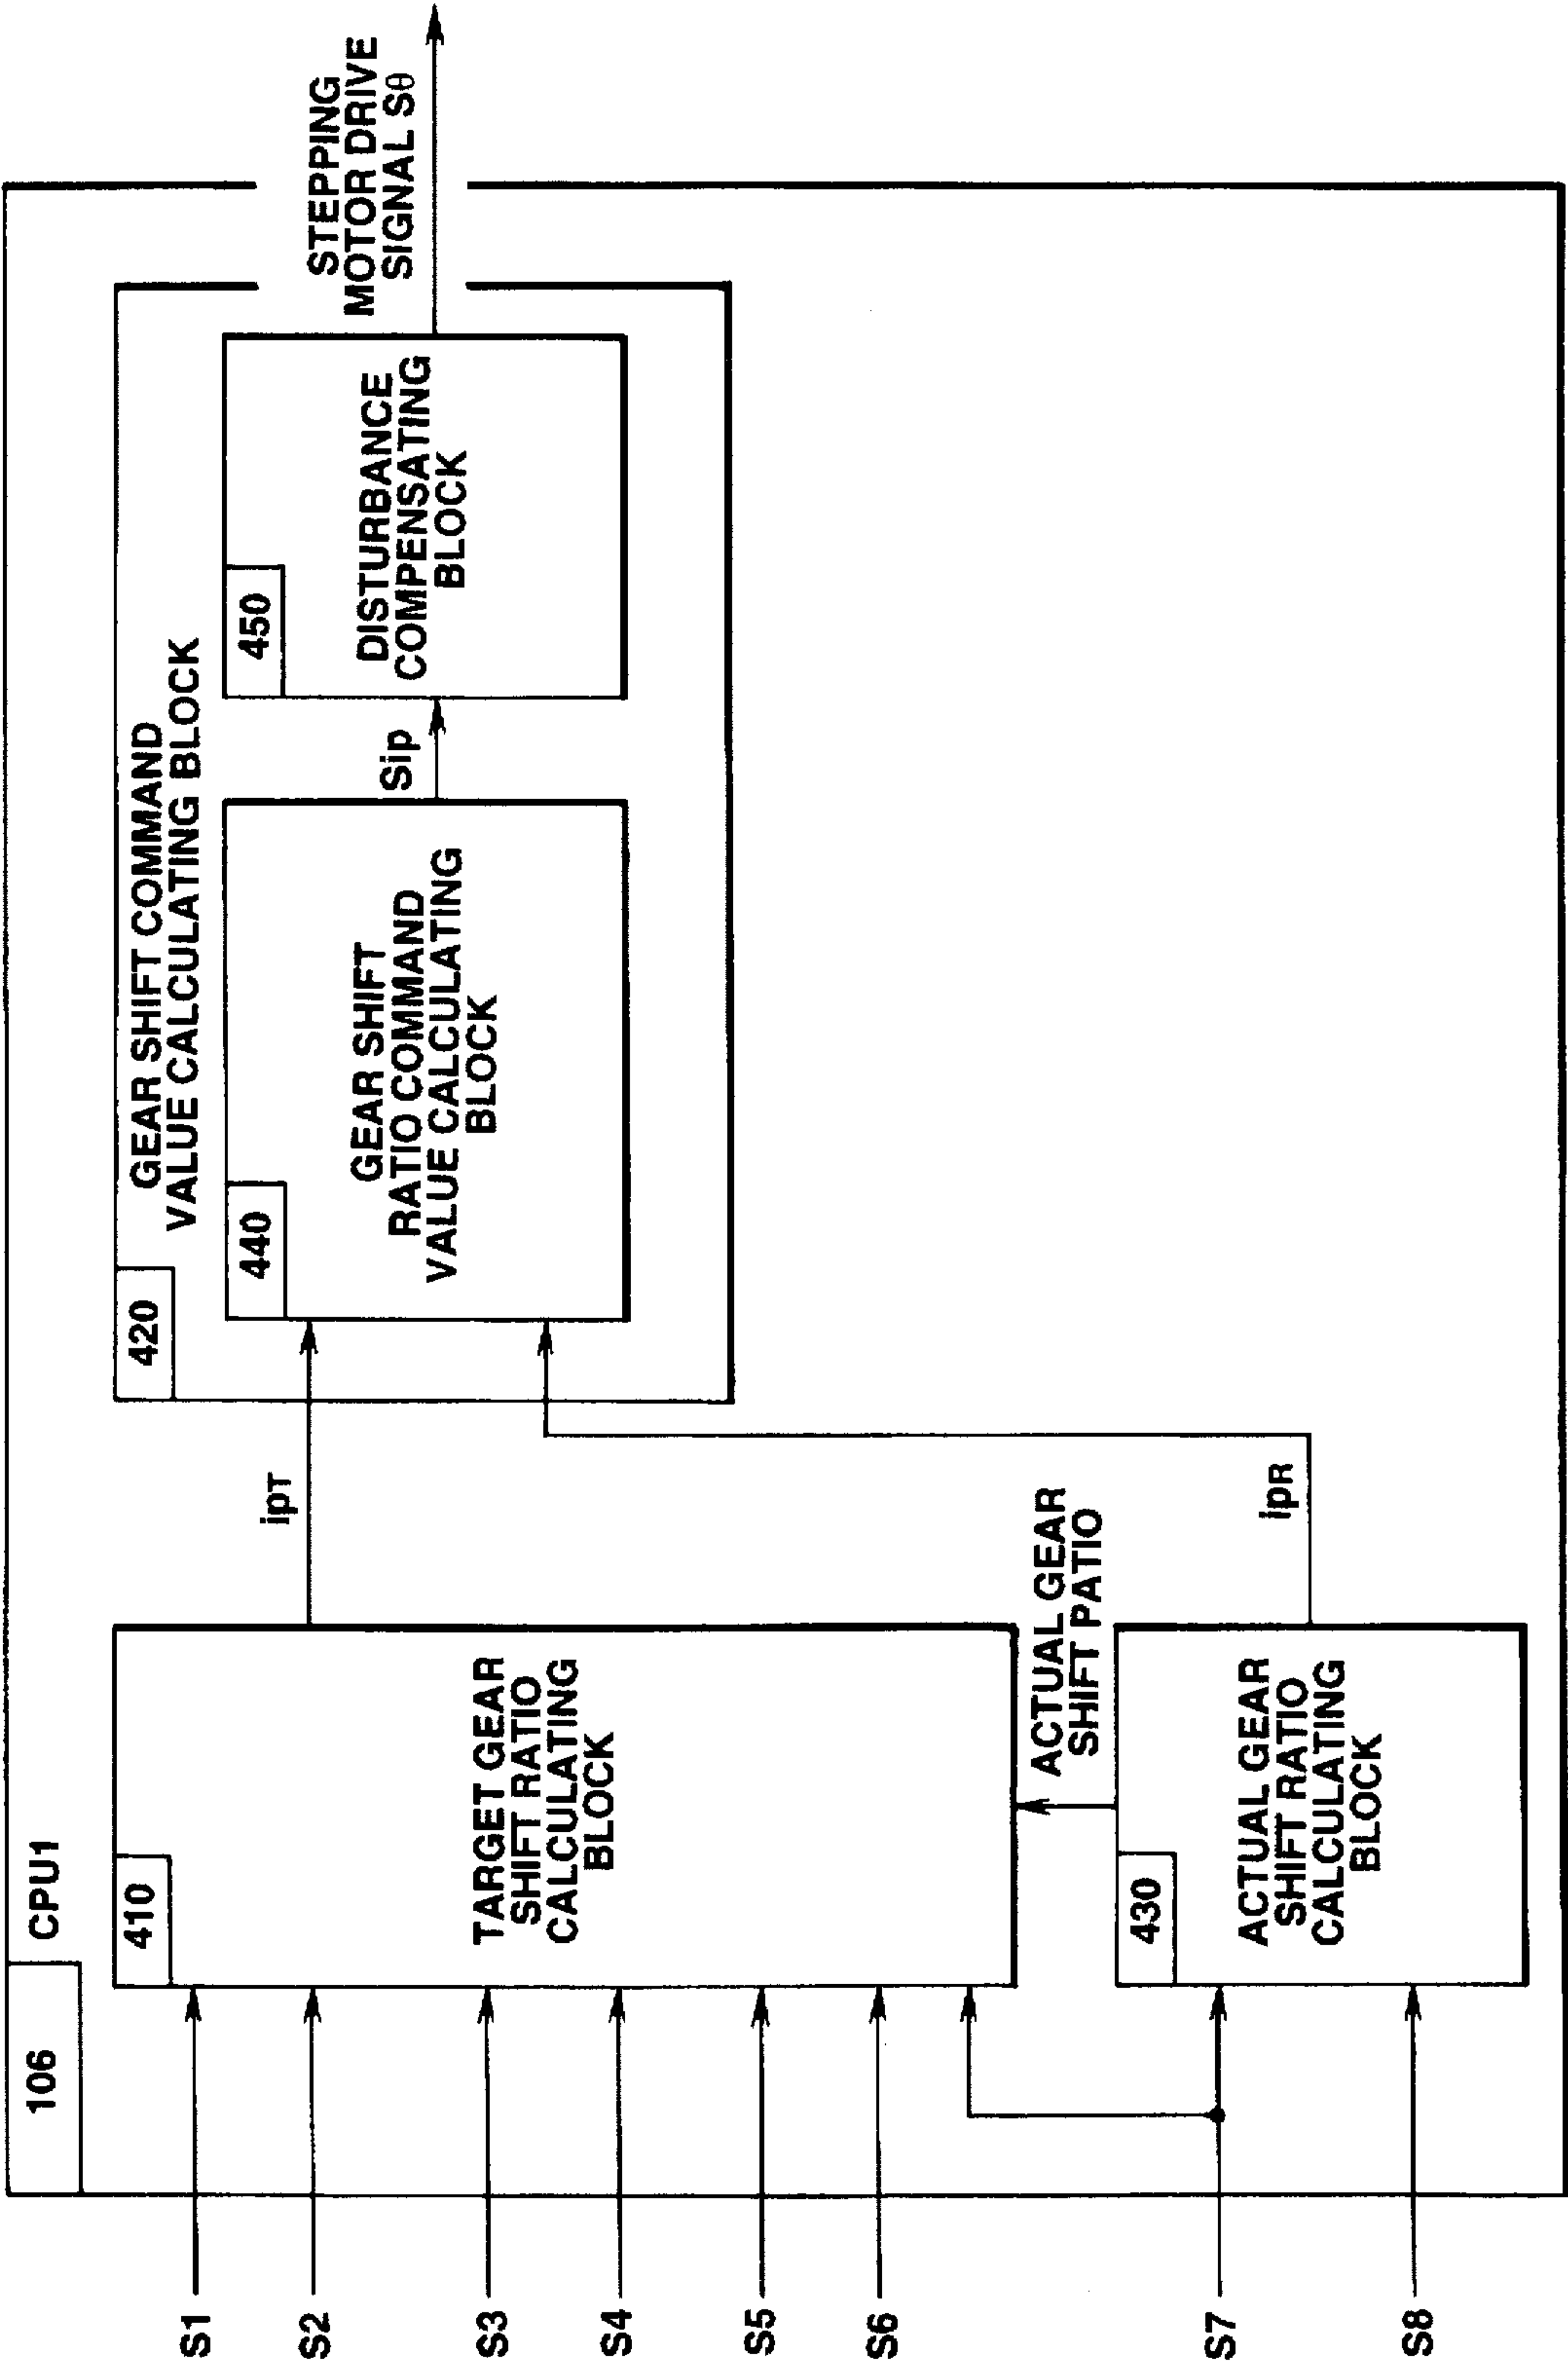 106
CPU1
410
TARGET GEAR
SHIFT RATIO
CALCULATING
BLOCK
ipT
420
GEAR SHIFT COMMAND
VALUE CALCULATING BLOCK
440
GEAR SHIFT
RATIO COMMAND
VALUE CALCULATING
BLOCK
Sip
450
DISTURBANCE
COMPENSATING
BLOCK
STEPPING
MOTOR DRIVE
SIGNAL Sθ
ACTUAL GEAR
SHIFT PATIO
430
ACTUAL GEAR
SHIFT RATIO
CALCULATING
BLOCK
ipR
S1
S2
S3
S4
S5
S6
S7
S8